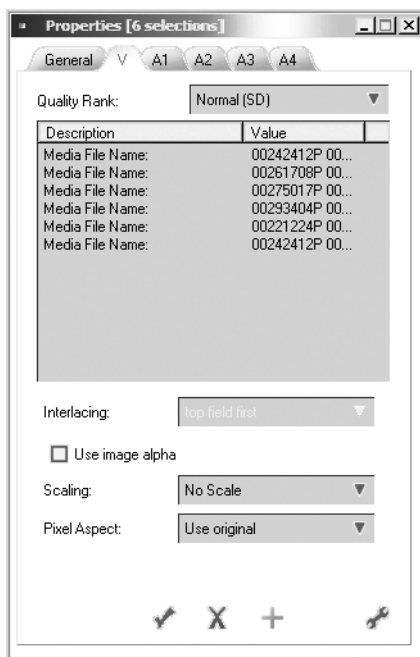 Properties [6 selections]
General V A1 A2 A3 A4
Quality Rank: Normal (SD)
Description Value
Media File Name: 00242412P 00...
Media File Name: 00261708P 00...
Media File Name: 00275017P 00...
Media File Name: 00293404P 00...
Media File Name: 00221224P 00...
Media File Name: 00242412P 00...
Interlacing: top field first
Use image alpha
Scaling: No Scale
Pixel Aspect: Use original